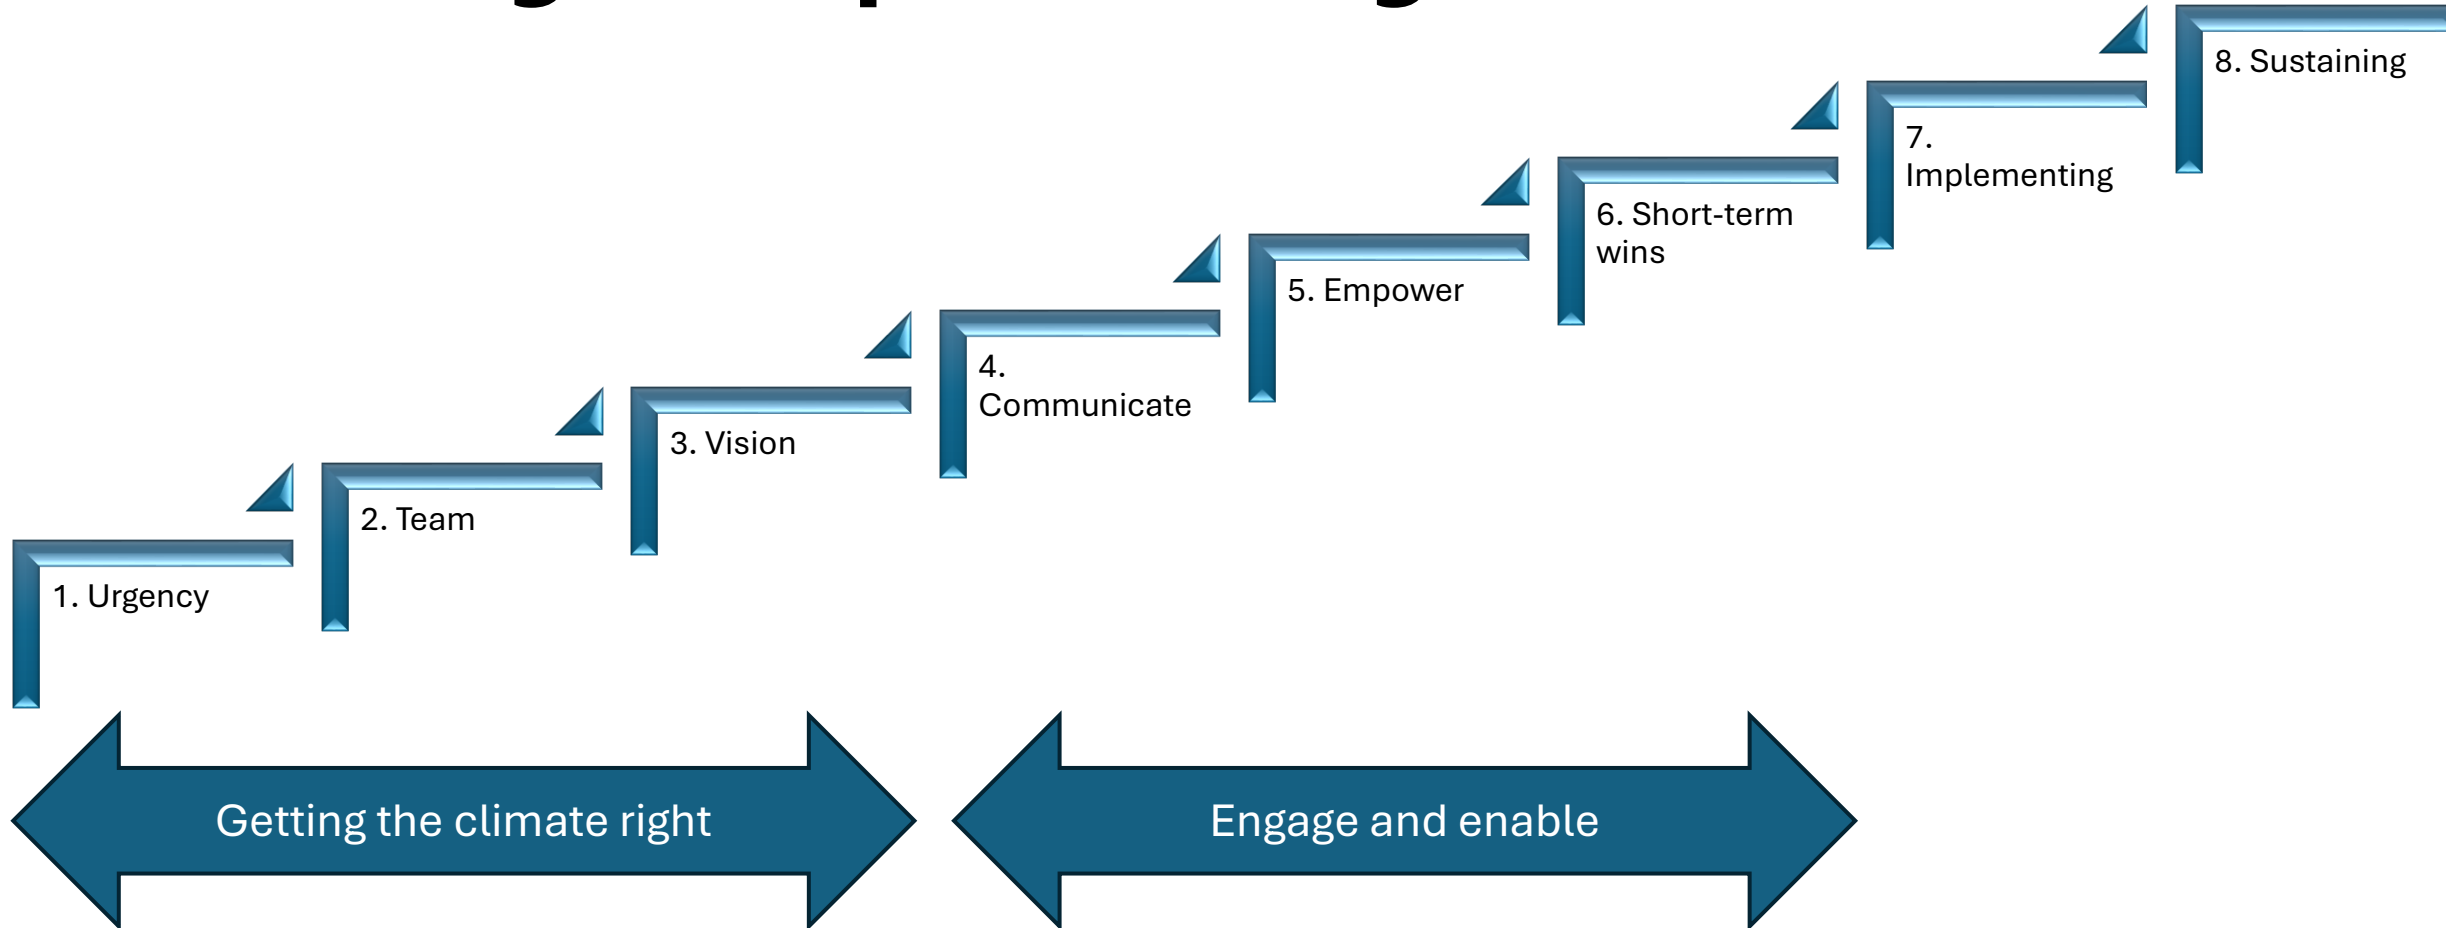 1. Urgency
2. Team
3. Vision
4.
Communicate
5. Empower
6. Short-term
wins
7.
Implementing
8. Sustaining
Getting the climate right
Engage and enable